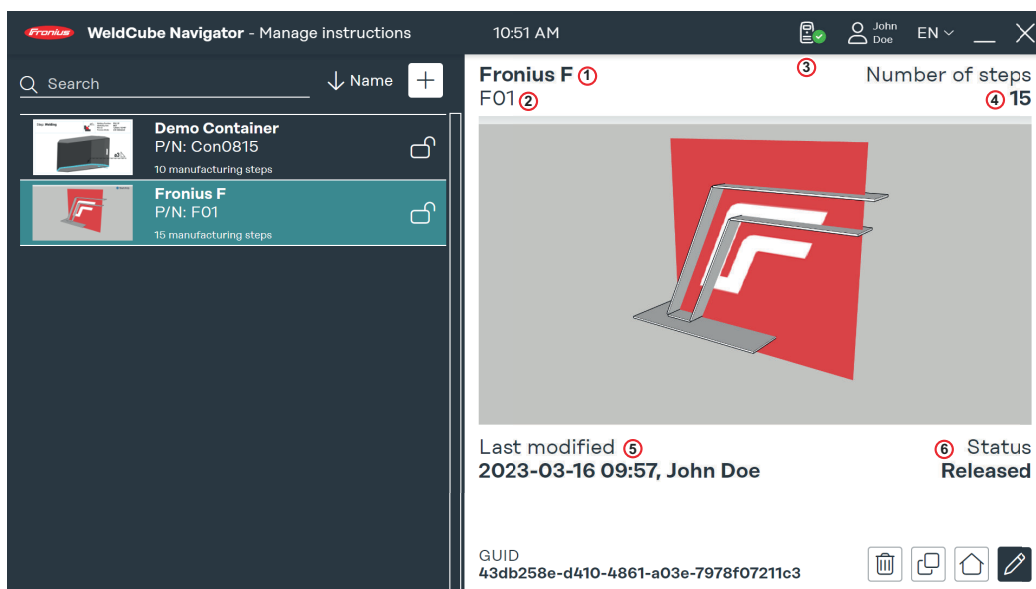 Fronius WeldCube Navigator - Manage instructions 10:51 AM John Doe EN
3
Search Name
Demo Container
P/N: Con0815
10 manufacturing steps
Fronius F
P/N: F01
15 manufacturing steps
Fronius F 1
F01 2
Number of steps
4 15
Last modified 5
2023-03-16 09:57, John Doe
6 Status
Released
GUID
43db258e-d410-4861-a03e-7978f07211c3